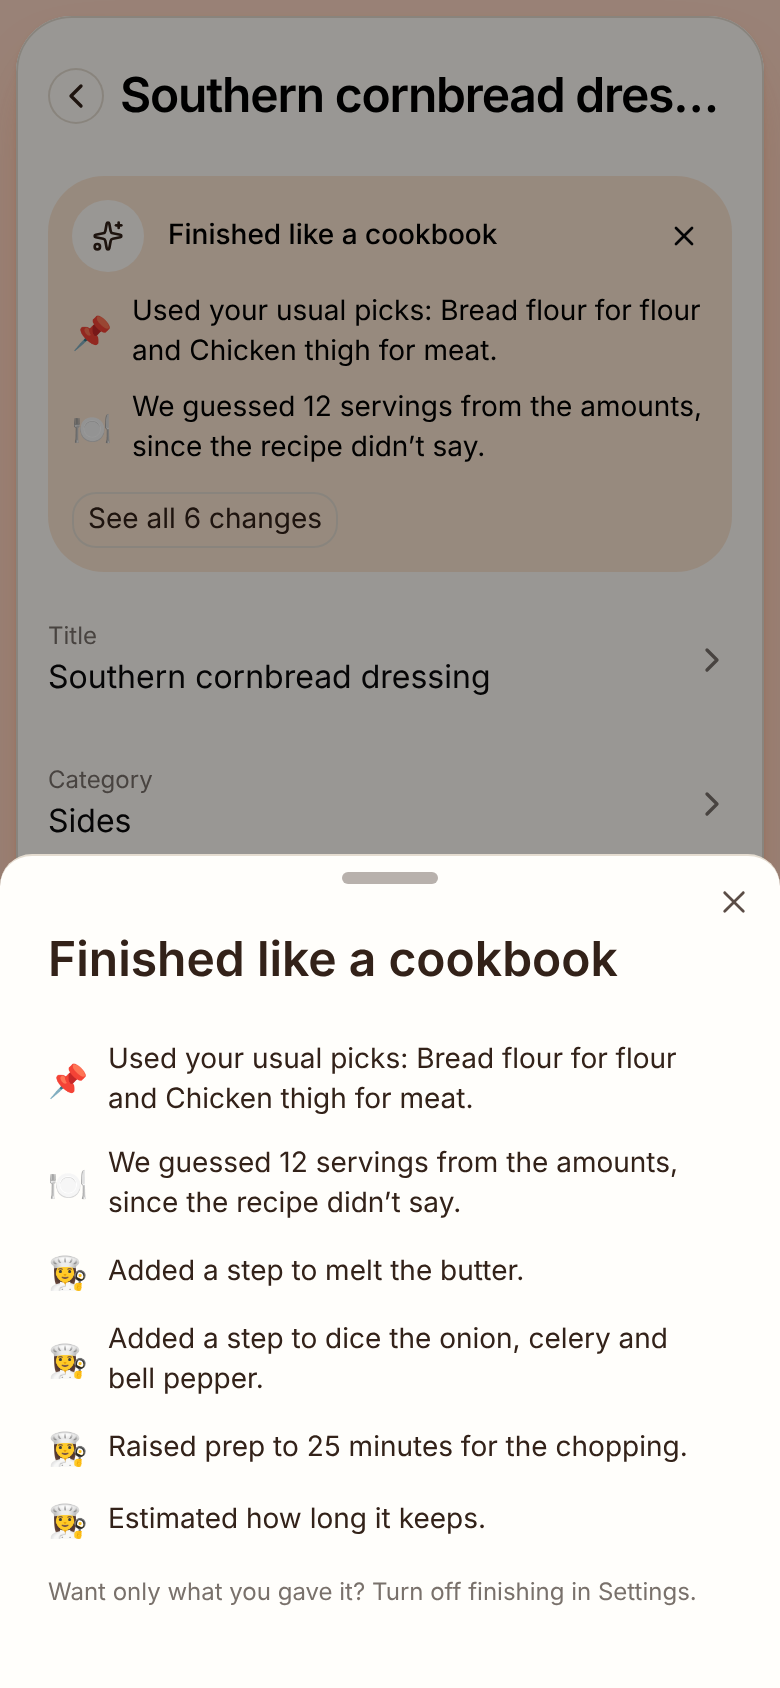 Southern cornbread dres...
Finished like a cookbook
Used your usual picks: Bread flour for flour
and Chicken thigh for meat.
We guessed 12 servings from the amounts,
since the recipe didn’t say.
See all 6 changes
Title
Southern cornbread dressing
Category
Sides
Finished like a cookbook
Used your usual picks: Bread flour for flour
and Chicken thigh for meat.
We guessed 12 servings from the amounts,
since the recipe didn’t say.
Added a step to melt the butter.
Added a step to dice the onion, celery and
bell pepper.
Raised prep to 25 minutes for the chopping.
Estimated how long it keeps.
Want only what you gave it? Turn off finishing in Settings.